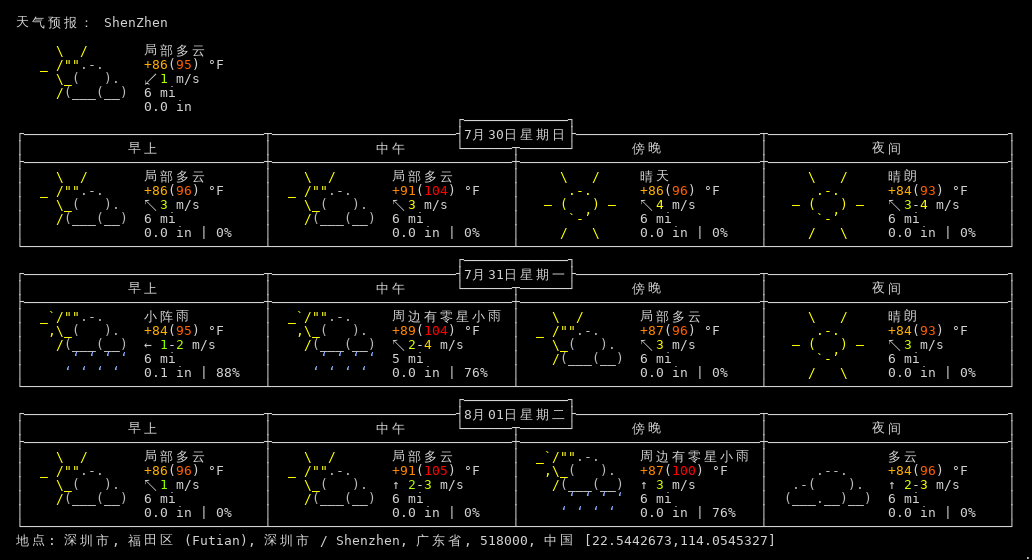 天气预报： ShenZhen
局部多云
+86(95) °F
↙ 1 m/s
6 mi
0.0 in
7月30日星期日
早上 中午 傍晚 夜间
局部多云 局部多云 晴天 晴朗
+86(96) °F +91(104) °F +86(96) °F +84(93) °F
↖ 3 m/s ↖ 3 m/s ↖ 4 m/s ↖ 3-4 m/s
6 mi 6 mi 6 mi 6 mi
0.0 in | 0% 0.0 in | 0% 0.0 in | 0% 0.0 in | 0%
7月31日星期一
早上 中午 傍晚 夜间
小阵雨 周边有零星小雨 局部多云 晴朗
+84(95) °F +89(104) °F +87(96) °F +84(93) °F
← 1-2 m/s ↖ 2-4 m/s ↖ 3 m/s ↖ 3 m/s
6 mi 5 mi 6 mi 6 mi
0.1 in | 88% 0.0 in | 76% 0.0 in | 0% 0.0 in | 0%
8月01日星期二
早上 中午 傍晚 夜间
局部多云 局部多云 周边有零星小雨 多云
+86(96) °F +91(105) °F +87(100) °F +84(96) °F
↖ 1 m/s ↑ 2-3 m/s ↑ 3 m/s ↑ 2-3 m/s
6 mi 6 mi 6 mi 6 mi
0.0 in | 0% 0.0 in | 0% 0.0 in | 76% 0.0 in | 0%
地点: 深圳市, 福田区 (Futian), 深圳市 / Shenzhen, 广东省, 518000, 中国 [22.5442673,114.0545327]